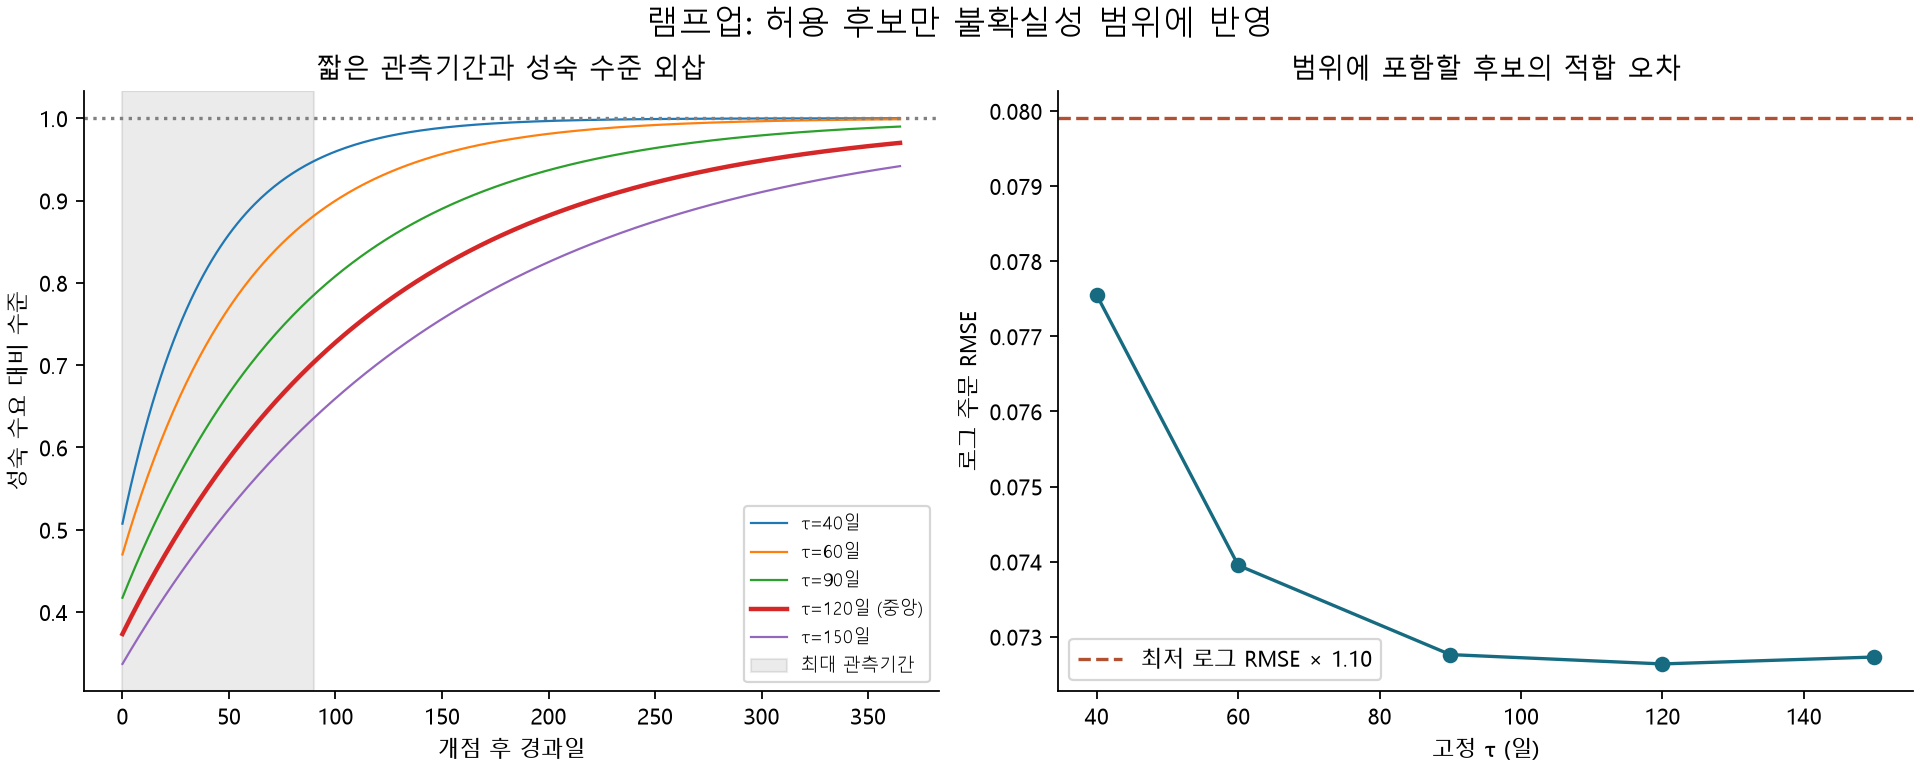 램프업: 허용 후보만 불확실성 범위에 반영
짧은 관측기간과 성숙 수준 외삽
성숙 수요 대비 수준
1.0
0.9
0.8
0.7
0.6
0.5
0.4
0
50
100
150
200
250
300
350
개점 후 경과일
τ=40일
τ=60일
τ=90일
τ=120일 (중앙)
τ=150일
최대 관측기간
범위에 포함할 후보의 적합 오차
로그 주문 RMSE
0.080
0.079
0.078
0.077
0.076
0.075
0.074
0.073
40
60
80
100
120
140
고정 τ (일)
최저 로그 RMSE × 1.10